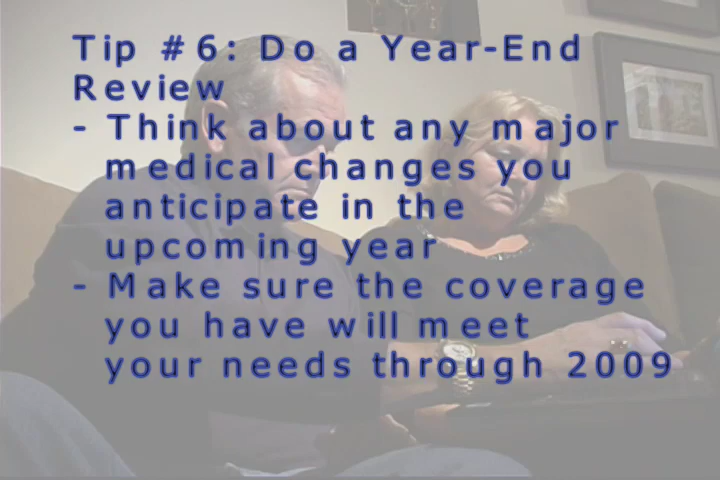 Tip #6: Do a Year-End
Review
- Think about any major
medical changes you
anticipate in the
upcoming year
- Make sure the coverage
you have will meet
your needs through 2009